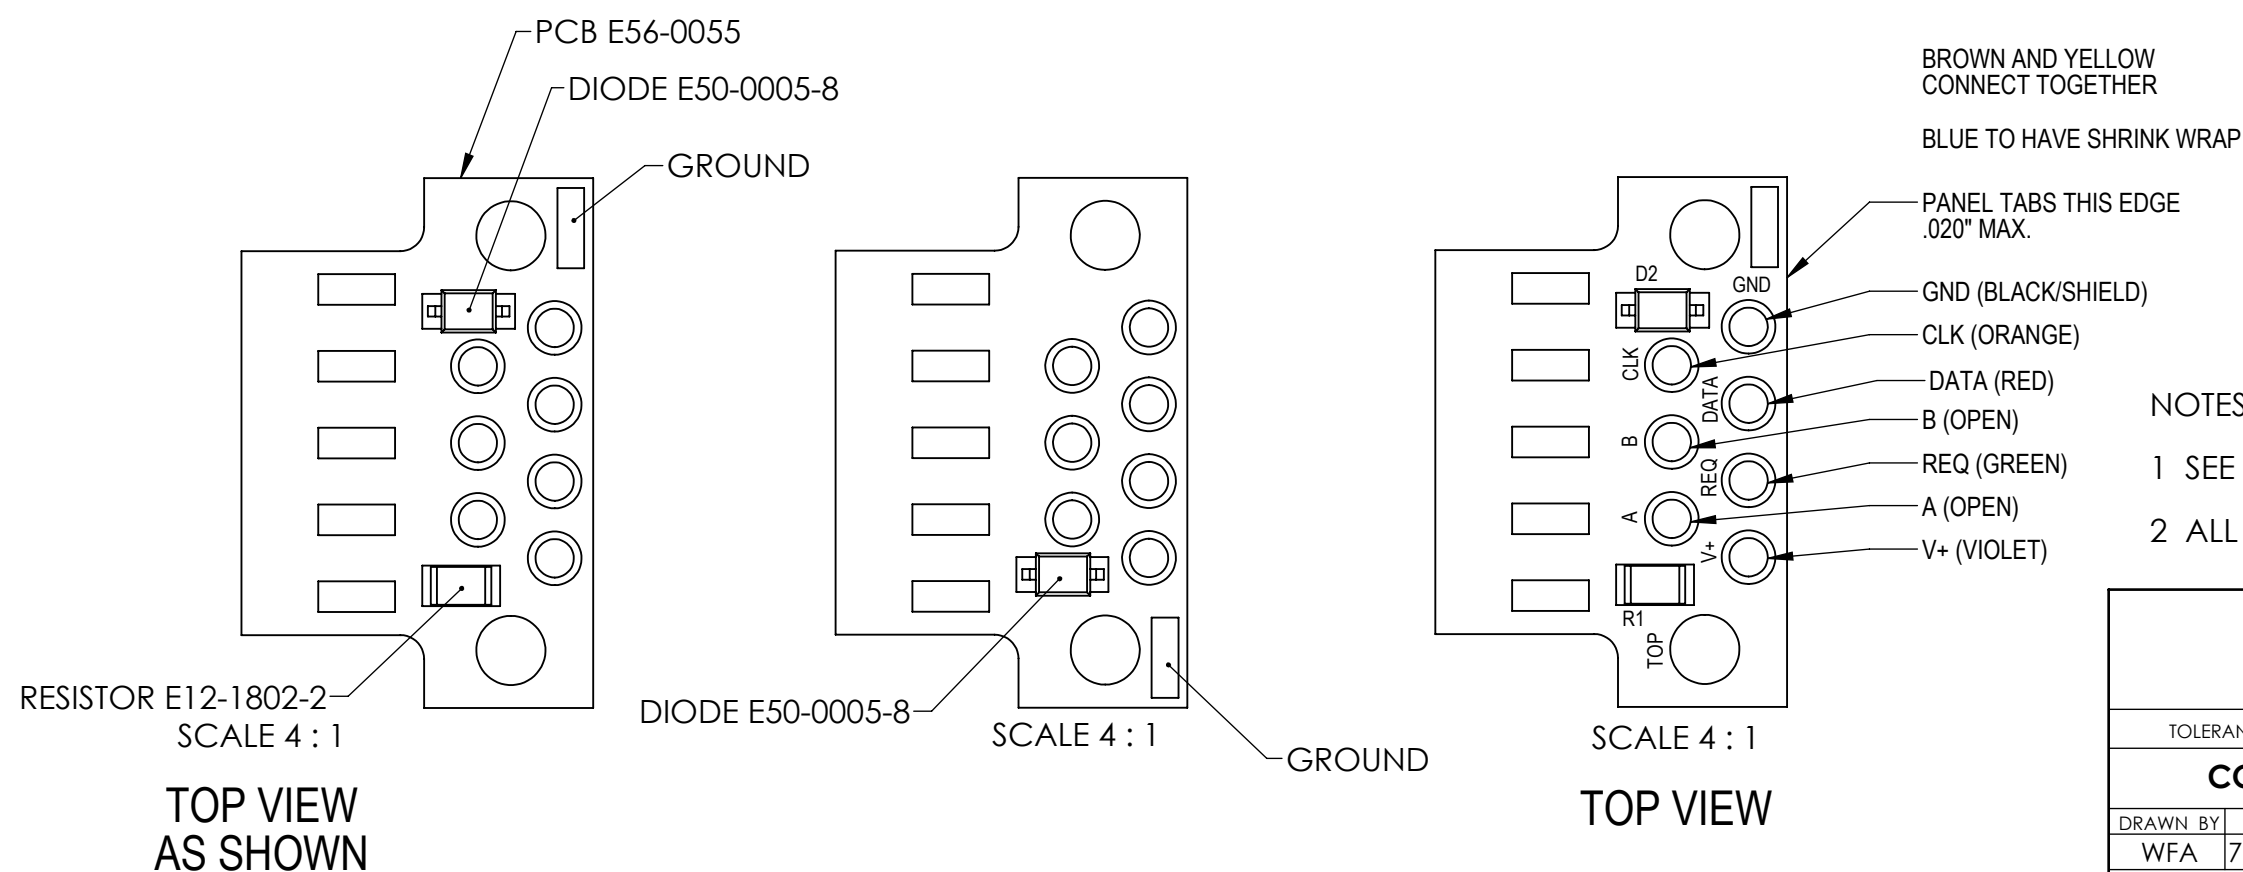 PCB E56-0055
DIODE E50-0005-8
GROUND
RESISTOR E12-1802-2
SCALE 4 : 1
TOP VIEW
AS SHOWN
DIODE E50-0005-8
SCALE 4 : 1
GROUND
BROWN AND YELLOW
CONNECT TOGETHER
BLUE TO HAVE SHRINK WRAP
PANEL TABS THIS EDGE
.020" MAX.
GND (BLACK/SHIELD)
CLK (ORANGE)
DATA (RED)
B (OPEN)
REQ (GREEN)
A (OPEN)
V+ (VIOLET)
D2
GND
CLK
DATA
B
REQ
A
V+
R1
TOP
SCALE 4 : 1
TOP VIEW
NOTES
1 SEE
2 ALL
DRAWN BY
WFA 7